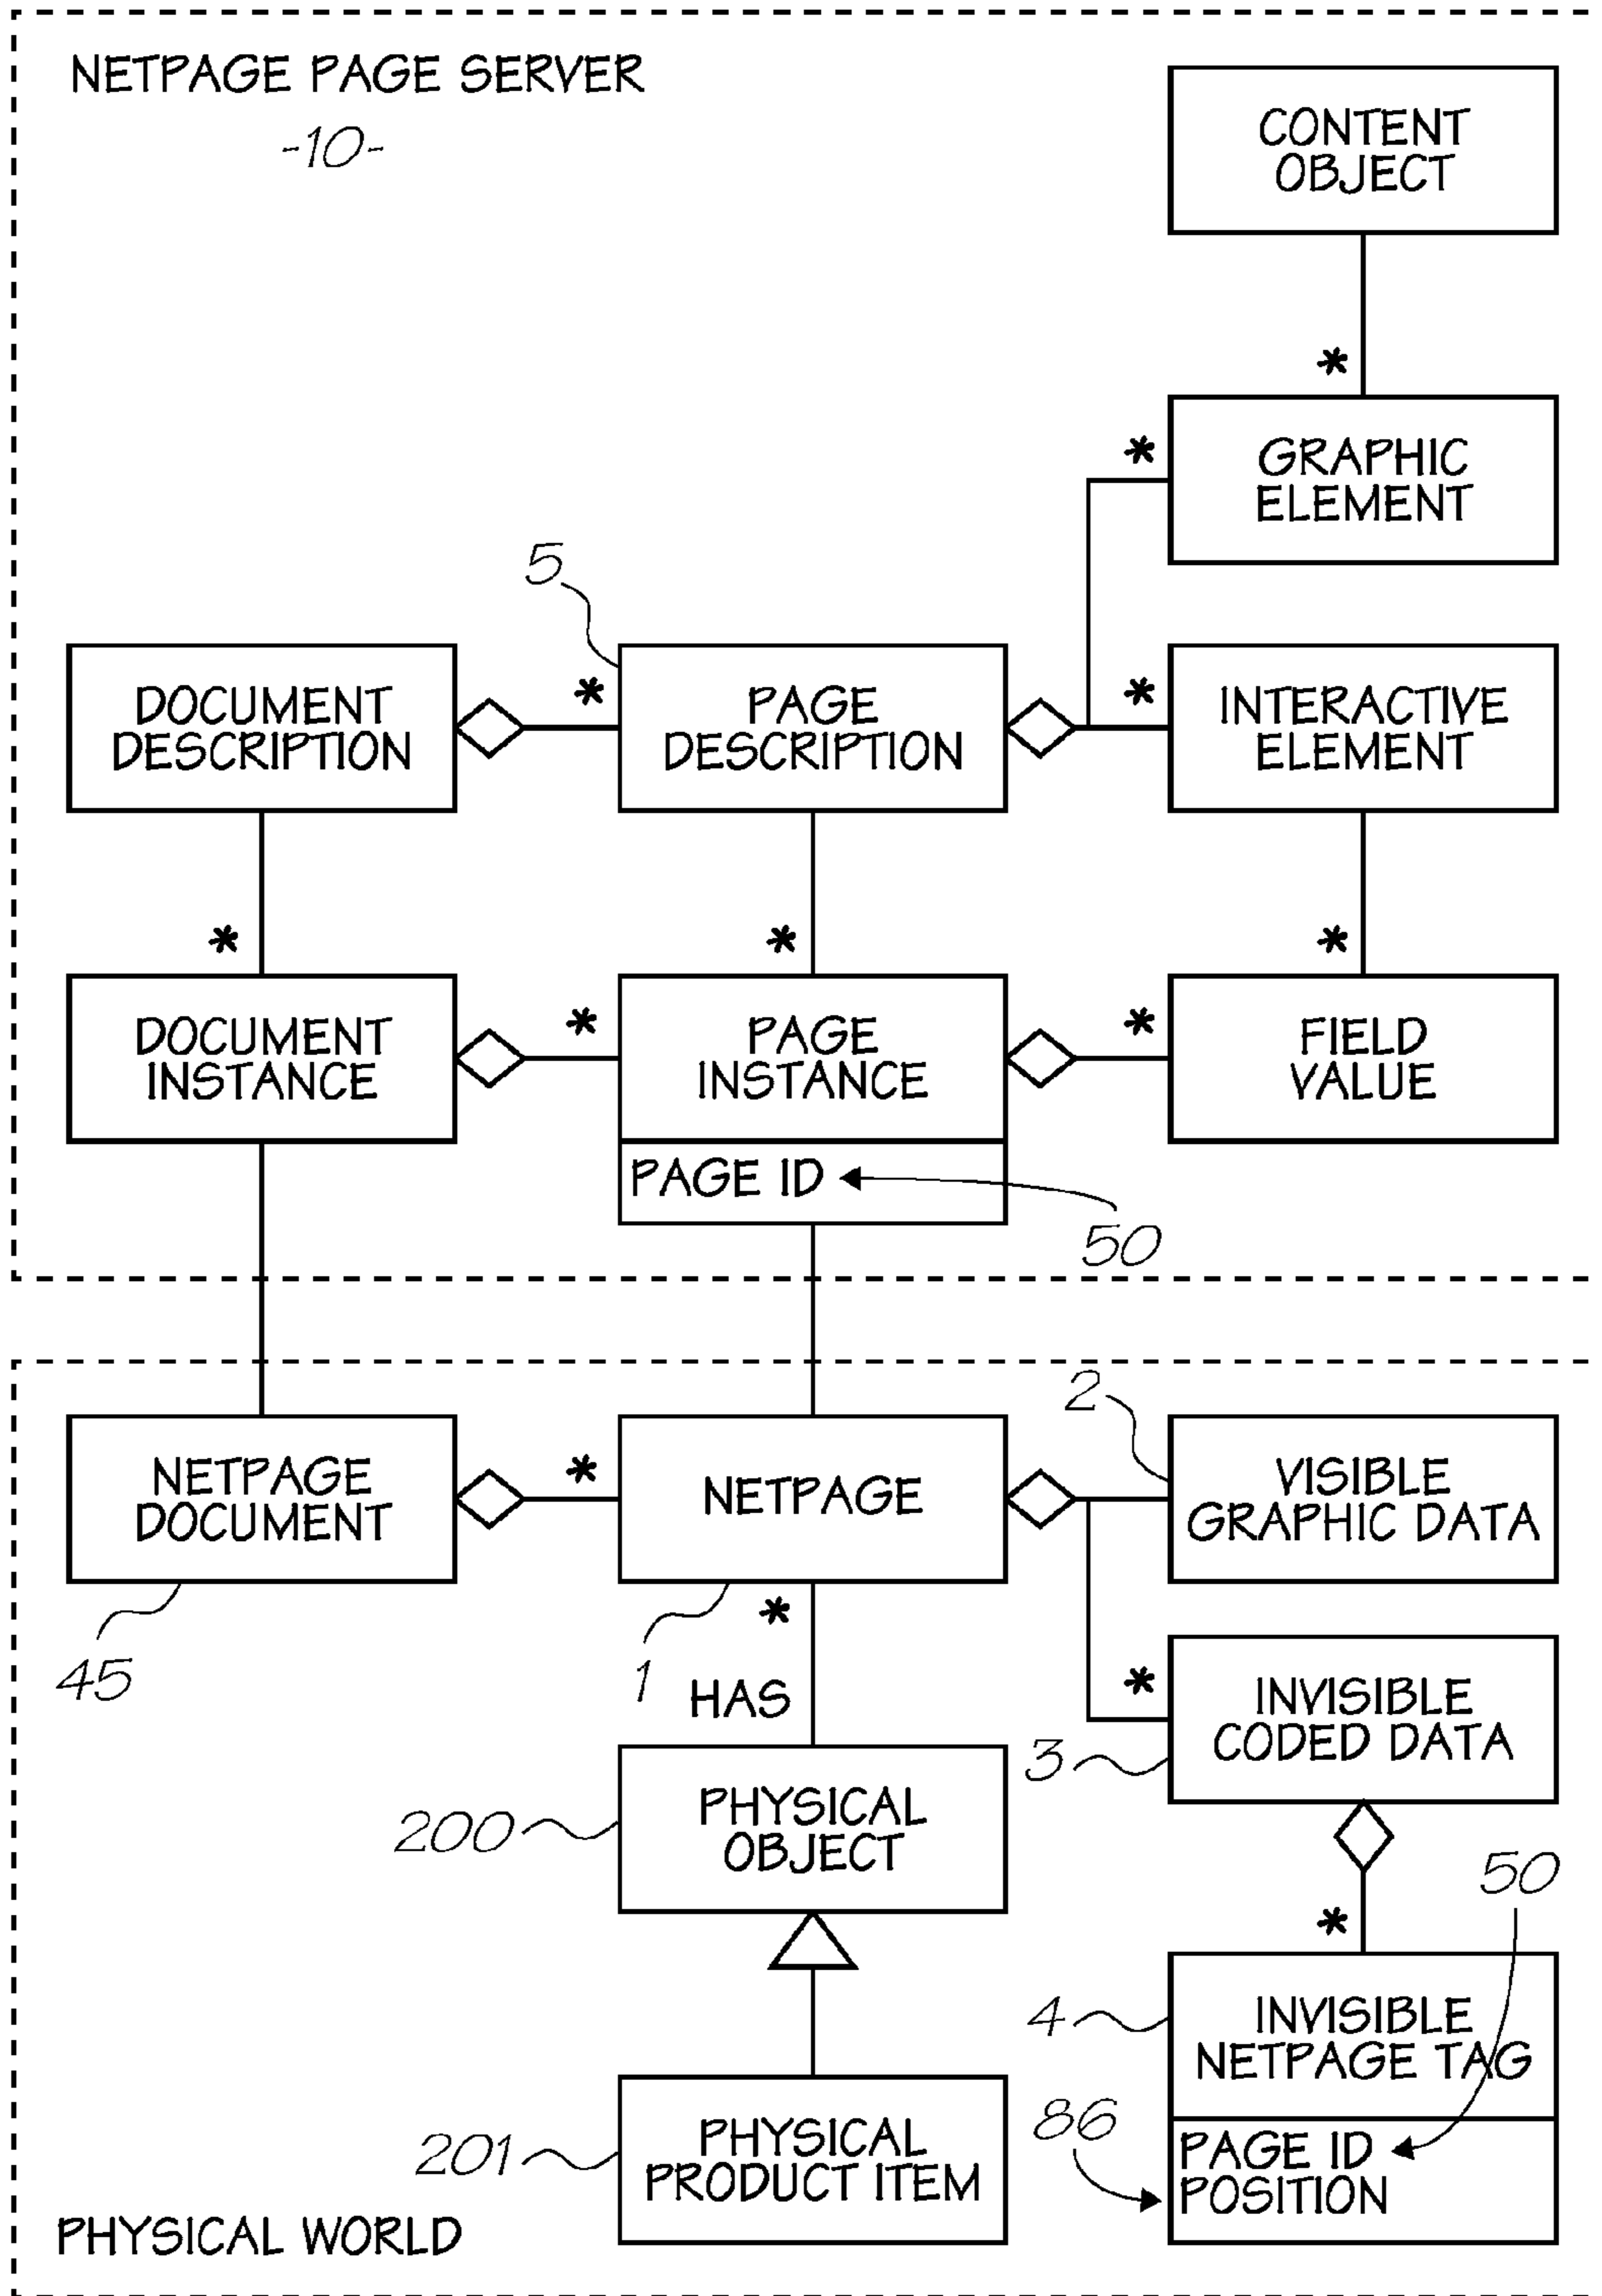 NETPAGE PAGE SERVER
-10-
CONTENT
OBJECT
*
*
GRAPHIC
ELEMENT
5
DOCUMENT
DESCRIPTION
*
PAGE
DESCRIPTION
*
INTERACTIVE
ELEMENT
*
*
*
DOCUMENT
INSTANCE
*
PAGE
INSTANCE
*
FIELD
VALUE
PAGE ID
50
2
NETPAGE
DOCUMENT
*
NETPAGE
VISIBLE
GRAPHIC DATA
45
1
*
HAS
*
INVISIBLE
CODED DATA
3
200
PHYSICAL
OBJECT
50
*
4
INVISIBLE
NETPAGE TAG
86
PAGE ID
POSITION
201
PHYSICAL
PRODUCT ITEM
PHYSICAL WORLD